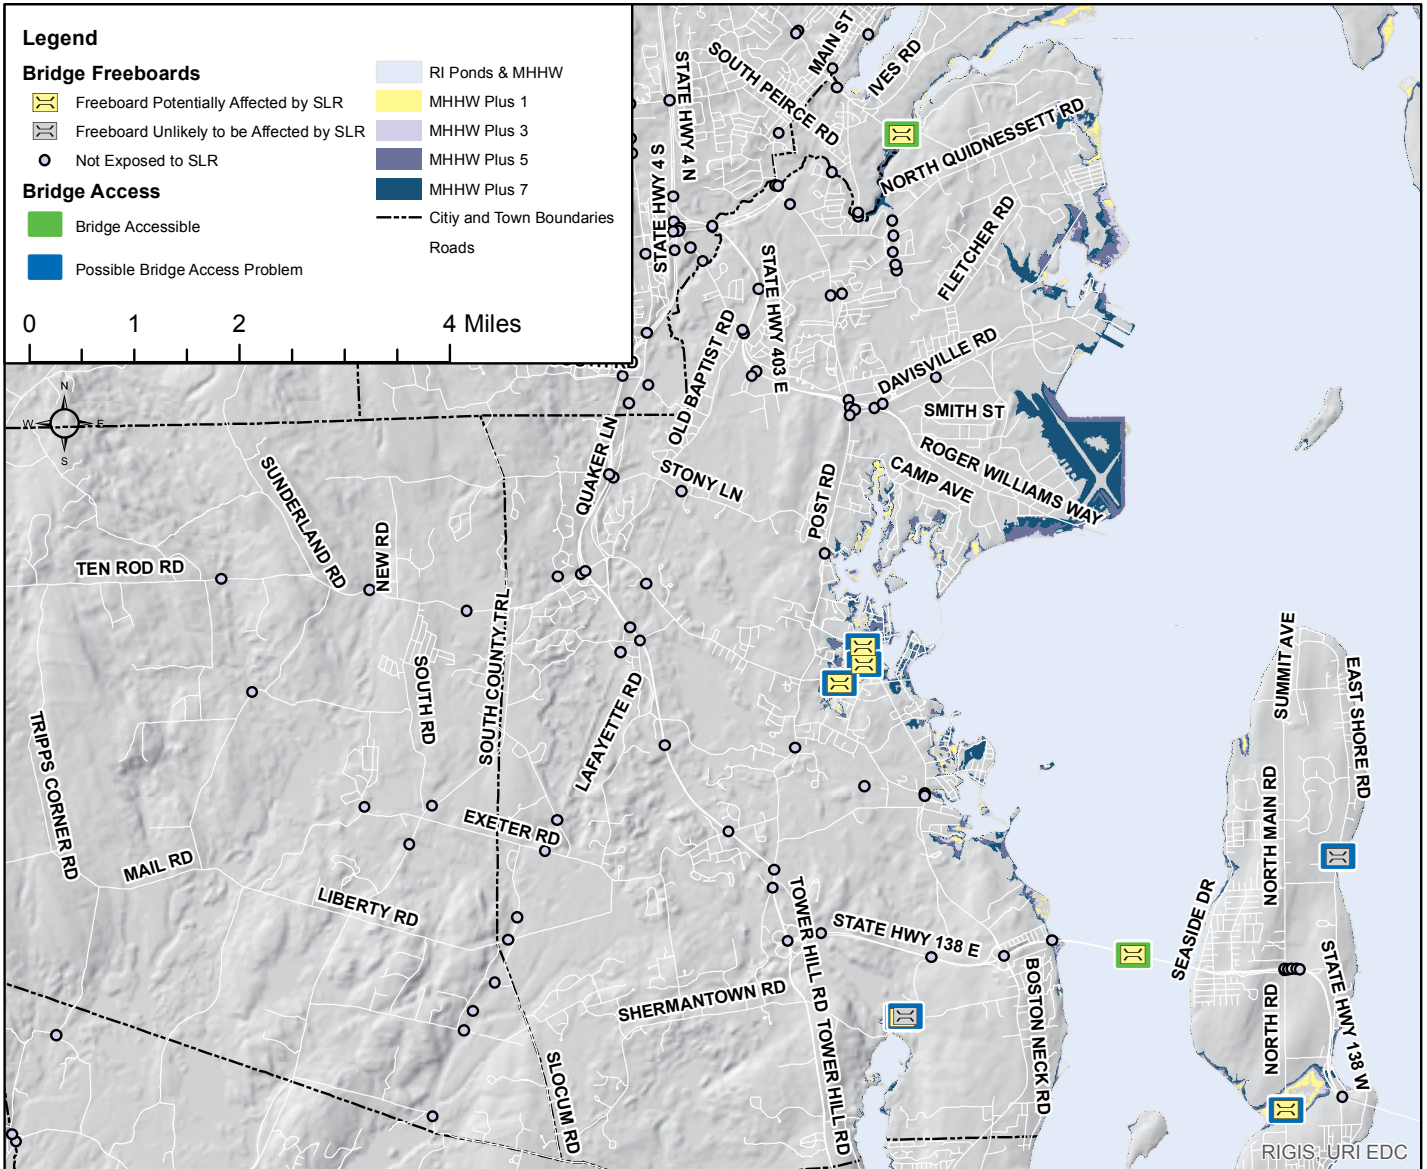 Legend
Bridge Freeboards
Freeboard Potentially Affected by SLR
Freeboard Unlikely to be Affected by SLR
Not Exposed to SLR
Bridge Access
Bridge Accessible
Possible Bridge Access Problem
RI Ponds & MHHW
MHHW Plus 1
MHHW Plus 3
MHHW Plus 5
MHHW Plus 7
Citiy and Town Boundaries
Roads
0 1 2 4 Miles
N
W E
S
STATE HWY 4 N
STATE HWY 4 S
SOUTH PEIRCE RD
MAIN ST
IVES RD
NORTH QUIDNESSETT RD
FLETCHER RD
STATE HWY 403 E
OLD BAPTIST RD
DAVISVILLE RD
SMITH ST
ROGER WILLIAMS WAY
CAMP AVE
QUAKER LN
STONY LN
POST RD
SUNDERLAND RD
NEW RD
TEN ROD RD
SOUTH COUNTY TRL
SOUTH RD
LAFAYETTE RD
TRIPPS CORNER RD
EXETER RD
MAIL RD
LIBERTY RD
SUMMIT AVE
EAST SHORE RD
NORTH MAIN RD
SEASIDE DR
STATE HWY 138 E
TOWER HILL RD
TOWER HILL RD
SHERMANTOWN RD
BOSTON NECK RD
NORTH RD
STATE HWY 138 W
SLOCUM RD
RIGIS, URI EDC